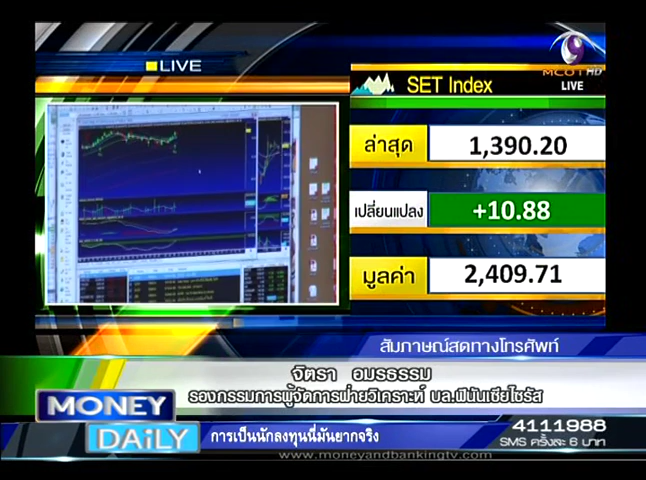 LIVE
MCOT HD
LIVE
SET Index
ล่าสุด 1,390.20
เปลี่ยนแปลง +10.88
มูลค่า 2,409.71
สัมภาษณ์สดทางโทรศัพท์
จิตรา อมรธรรม
รองกรรมการผู้จัดการฝ่ายวิเคราะห์ บล.ฟินันเซียไซรัส
MONEY
DAiLY
การเป็นนักลงทุนนี่มันยากจริง
4111988
SMS ครั้งละ 6 บาท
www.moneyandbankingtv.com